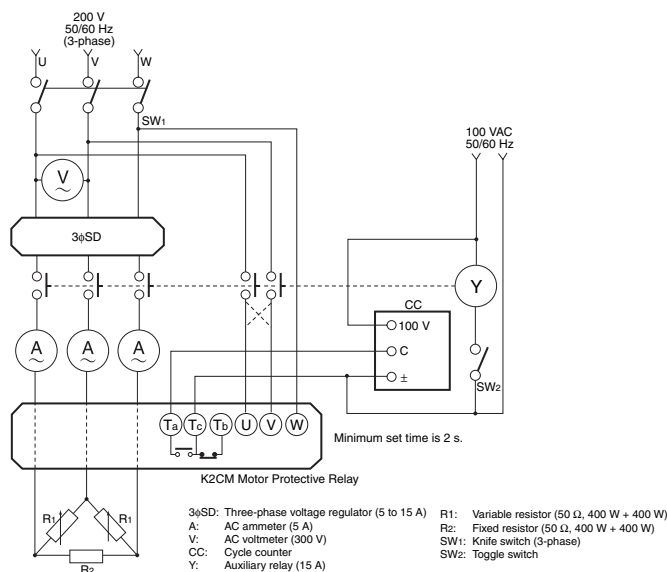 200 V
50/60 Hz
(3-phase)
U
V
W
SW1
100 VAC
50/60 Hz
V
3ϕSD
Y
CC
100 V
C
±
SW2
A
A
A
Ta
Tc
Tb
U
V
W
Minimum set time is 2 s.
K2CM Motor Protective Relay
R1
R1
R2
3ϕSD: Three-phase voltage regulator (5 to 15 A)
A: AC ammeter (5 A)
V: AC voltmeter (300 V)
CC: Cycle counter
Y: Auxiliary relay (15 A)
R1: Variable resistor (50 Ω, 400 W + 400 W)
R2: Fixed resistor (50 Ω, 400 W + 400 W)
SW1: Knife switch (3-phase)
SW2: Toggle switch